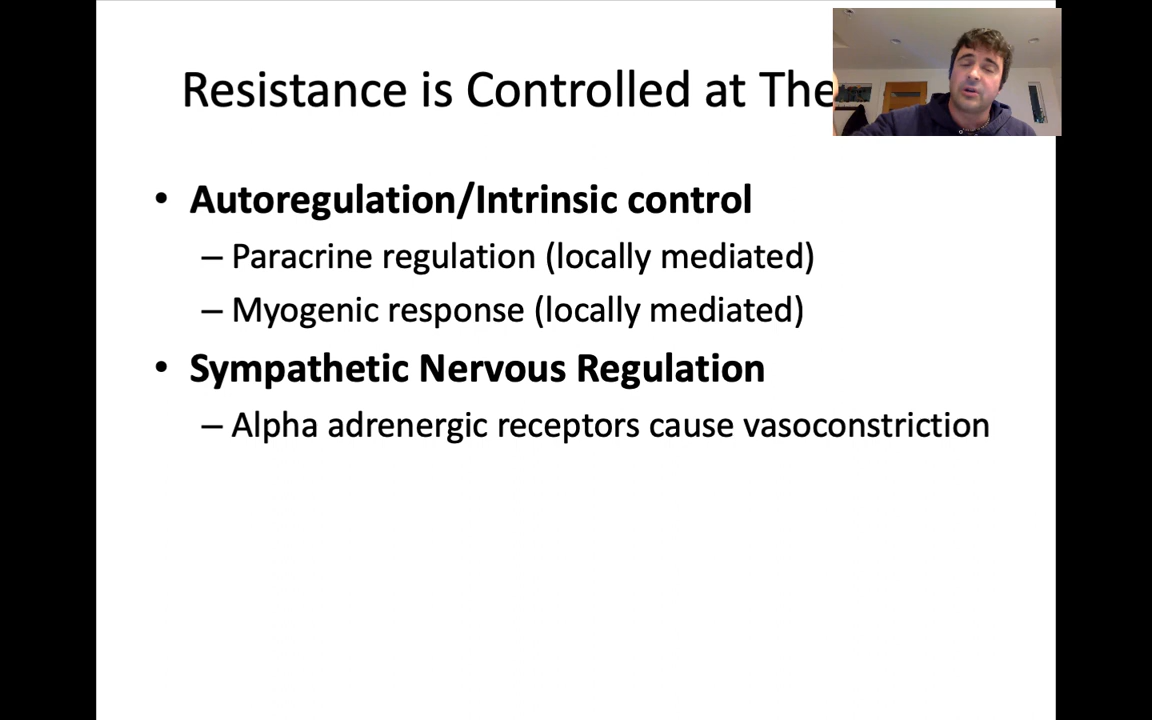 Resistance is Controlled at The
• Autoregulation/Intrinsic control
– Paracrine regulation (locally mediated)
– Myogenic response (locally mediated)
• Sympathetic Nervous Regulation
– Alpha adrenergic receptors cause vasoconstriction